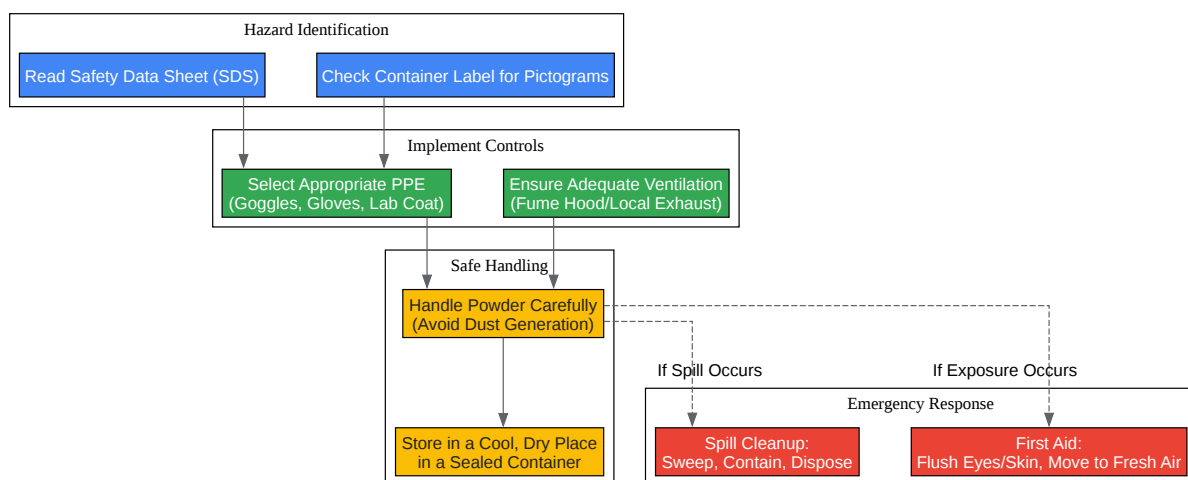 Hazard Identification
Read Safety Data Sheet (SDS)
Check Container Label for Pictograms
Implement Controls
Select Appropriate PPE
(Goggles, Gloves, Lab Coat)
Ensure Adequate Ventilation
(Fume Hood/Local Exhaust)
Safe Handling
Handle Powder Carefully
(Avoid Dust Generation)
If Spill Occurs
If Exposure Occurs
Store in a Cool, Dry Place
in a Sealed Container
Emergency Response
Spill Cleanup:
Sweep, Contain, Dispose
First Aid:
Flush Eyes/Skin, Move to Fresh Air